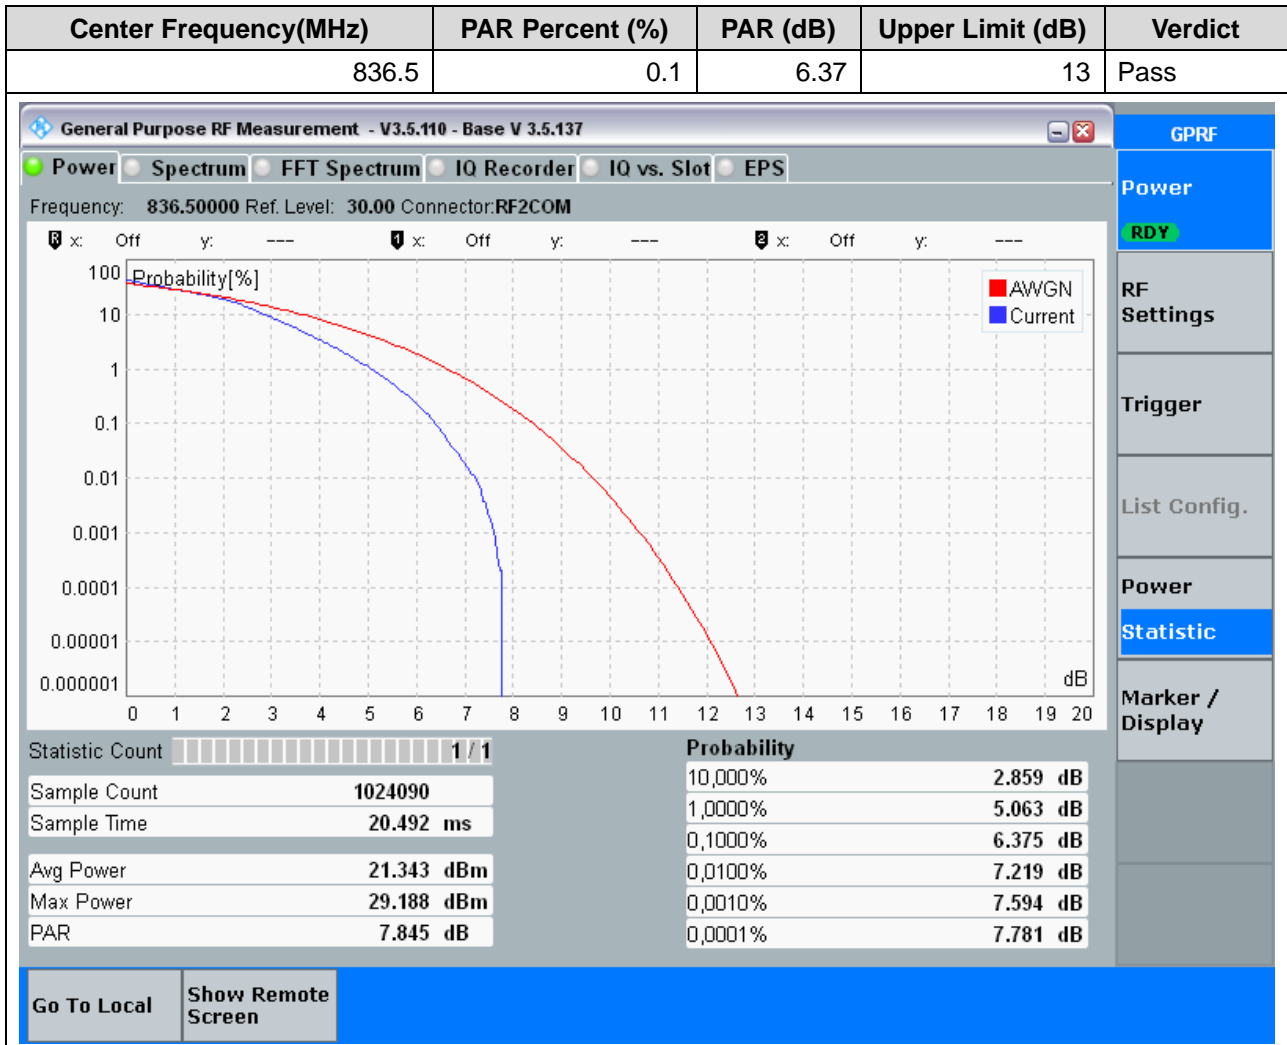 Center Frequency(MHz) PAR Percent (%) PAR (dB) Upper Limit (dB) Verdict
836.5 0.1 6.37 13 Pass
General Purpose RF Measurement - V3.5.110 - Base V 3.5.137
GPRF
Power Spectrum FFT Spectrum IQ Recorder IQ vs. Slot EPS
Power
RDY
Frequency: 836.50000 Ref. Level: 30.00 Connector:RF2COM
R x: Off y: --- 1 x: Off y: --- 2 x: Off y: ---
Probability[%]
100
10
1
0.1
0.01
0.001
0.0001
0.00001
0.000001
AWGN
Current
dB
0 1 2 3 4 5 6 7 8 9 10 11 12 13 14 15 16 17 18 19 20
RF
Settings
Trigger
List Config.
Power
Statistic
Marker /
Display
Statistic Count 1 / 1
Sample Count 1024090
Sample Time 20.492 ms
Avg Power 21.343 dBm
Max Power 29.188 dBm
PAR 7.845 dB
Probability
10,000% 2.859 dB
1,0000% 5.063 dB
0,1000% 6.375 dB
0,0100% 7.219 dB
0,0010% 7.594 dB
0,0001% 7.781 dB
Go To Local
Show Remote
Screen